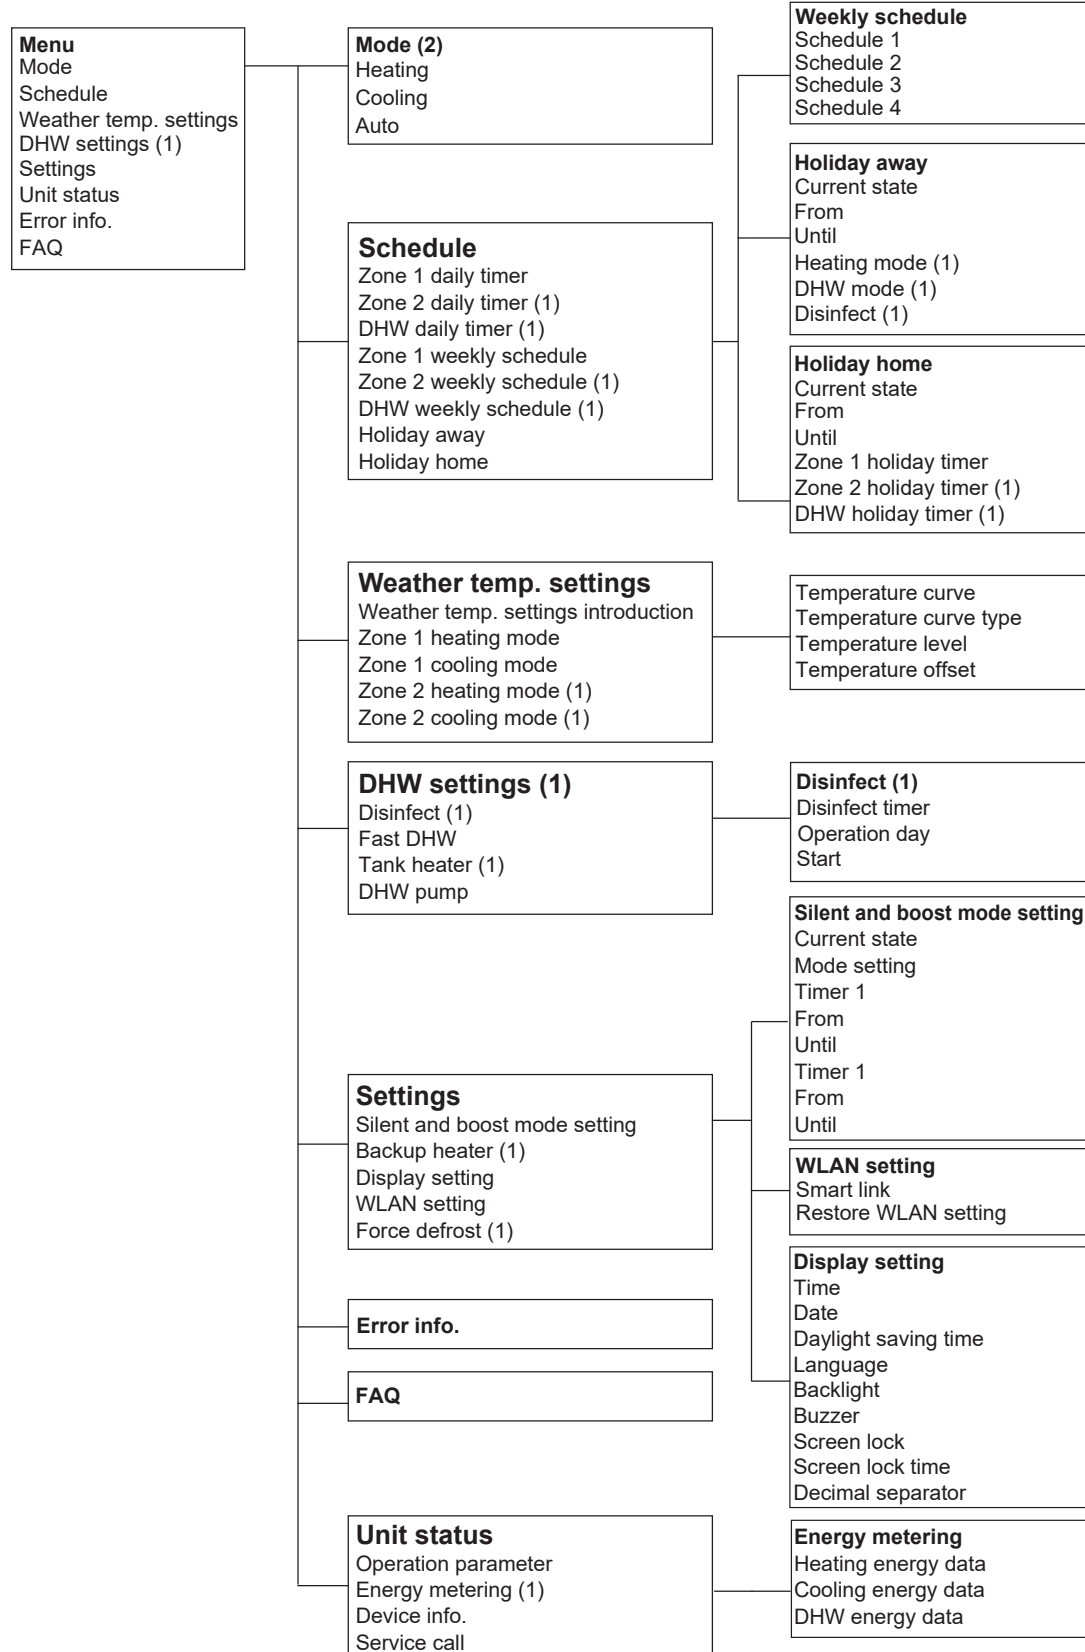 Menu
Mode
Schedule
Weather temp. settings
DHW settings (1)
Settings
Unit status
Error info.
FAQ
Mode (2)
Heating
Cooling
Auto
Schedule
Zone 1 daily timer
Zone 2 daily timer (1)
DHW daily timer (1)
Zone 1 weekly schedule
Zone 2 weekly schedule (1)
DHW weekly schedule (1)
Holiday away
Holiday home
Weekly schedule
Schedule 1
Schedule 2
Schedule 3
Schedule 4
Holiday away
Current state
From
Until
Heating mode (1)
DHW mode (1)
Disinfect (1)
Holiday home
Current state
From
Until
Zone 1 holiday timer
Zone 2 holiday timer (1)
DHW holiday timer (1)
Weather temp. settings
Weather temp. settings introduction
Zone 1 heating mode
Zone 1 cooling mode
Zone 2 heating mode (1)
Zone 2 cooling mode (1)
Temperature curve
Temperature curve type
Temperature level
Temperature offset
DHW settings (1)
Disinfect (1)
Fast DHW
Tank heater (1)
DHW pump
Disinfect (1)
Disinfect timer
Operation day
Start
Settings
Silent and boost mode setting
Backup heater (1)
Display setting
WLAN setting
Force defrost (1)
Silent and boost mode setting
Current state
Mode setting
Timer 1
From
Until
Timer 1
From
Until
WLAN setting
Smart link
Restore WLAN setting
Display setting
Time
Date
Daylight saving time
Language
Backlight
Buzzer
Screen lock
Screen lock time
Decimal separator
Error info.
FAQ
Unit status
Operation parameter
Energy metering (1)
Device info.
Service call
Energy metering
Heating energy data
Cooling energy data
DHW energy data